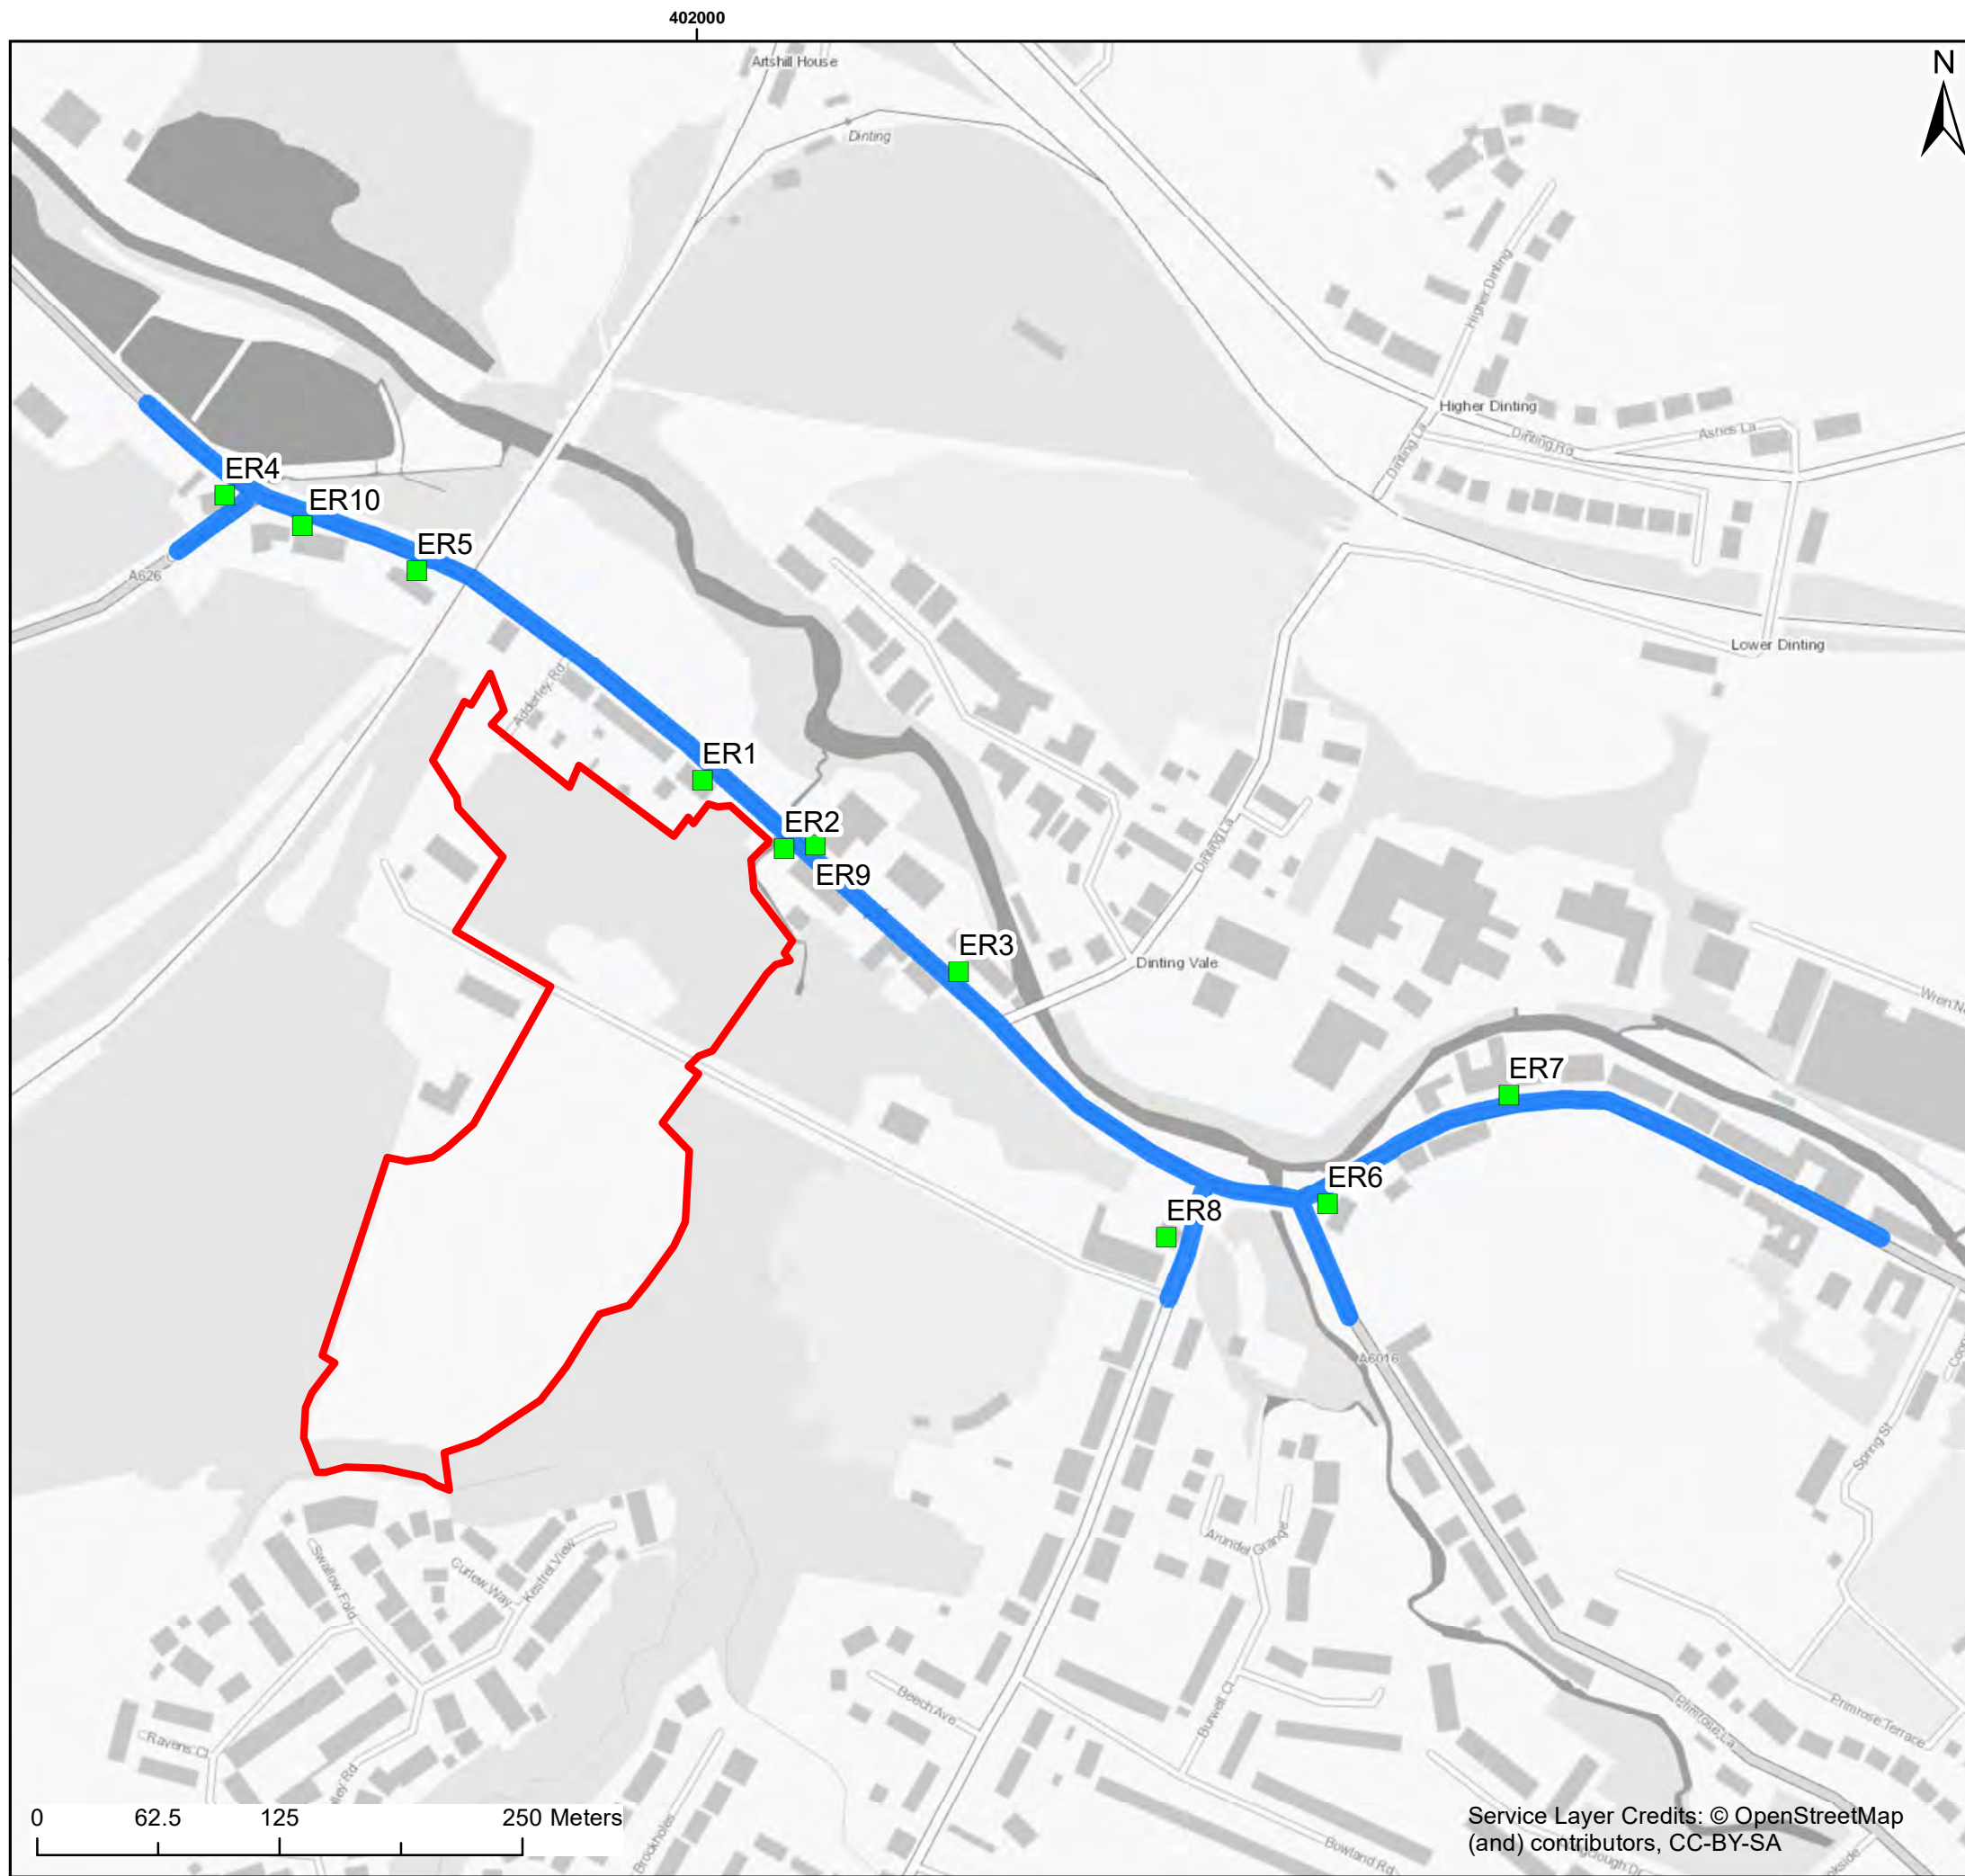 402000
N
Artshill House
Dinting
Higher Dinting
Higher Dinting
Dinting La
Dinting Rd
Ashes La
ER4
ER10
ER5
A626
Lower Dinting
Adderley Rd
ER1
ER2
ER9
Dinting La
ER3
Dinting Vale
ER7
ER6
ER8
A6016
Spring St
Arundel Grange
Swallow Fold
Curlew Way
Kestrel View
Beech Ave
Burwell Cl
Primrose La
Primrose Terrace
Ravens Cl
Brookholes
Bowland Rd
0 62.5 125 250 Meters
Service Layer Credits: © OpenStreetMap
(and) contributors, CC-BY-SA